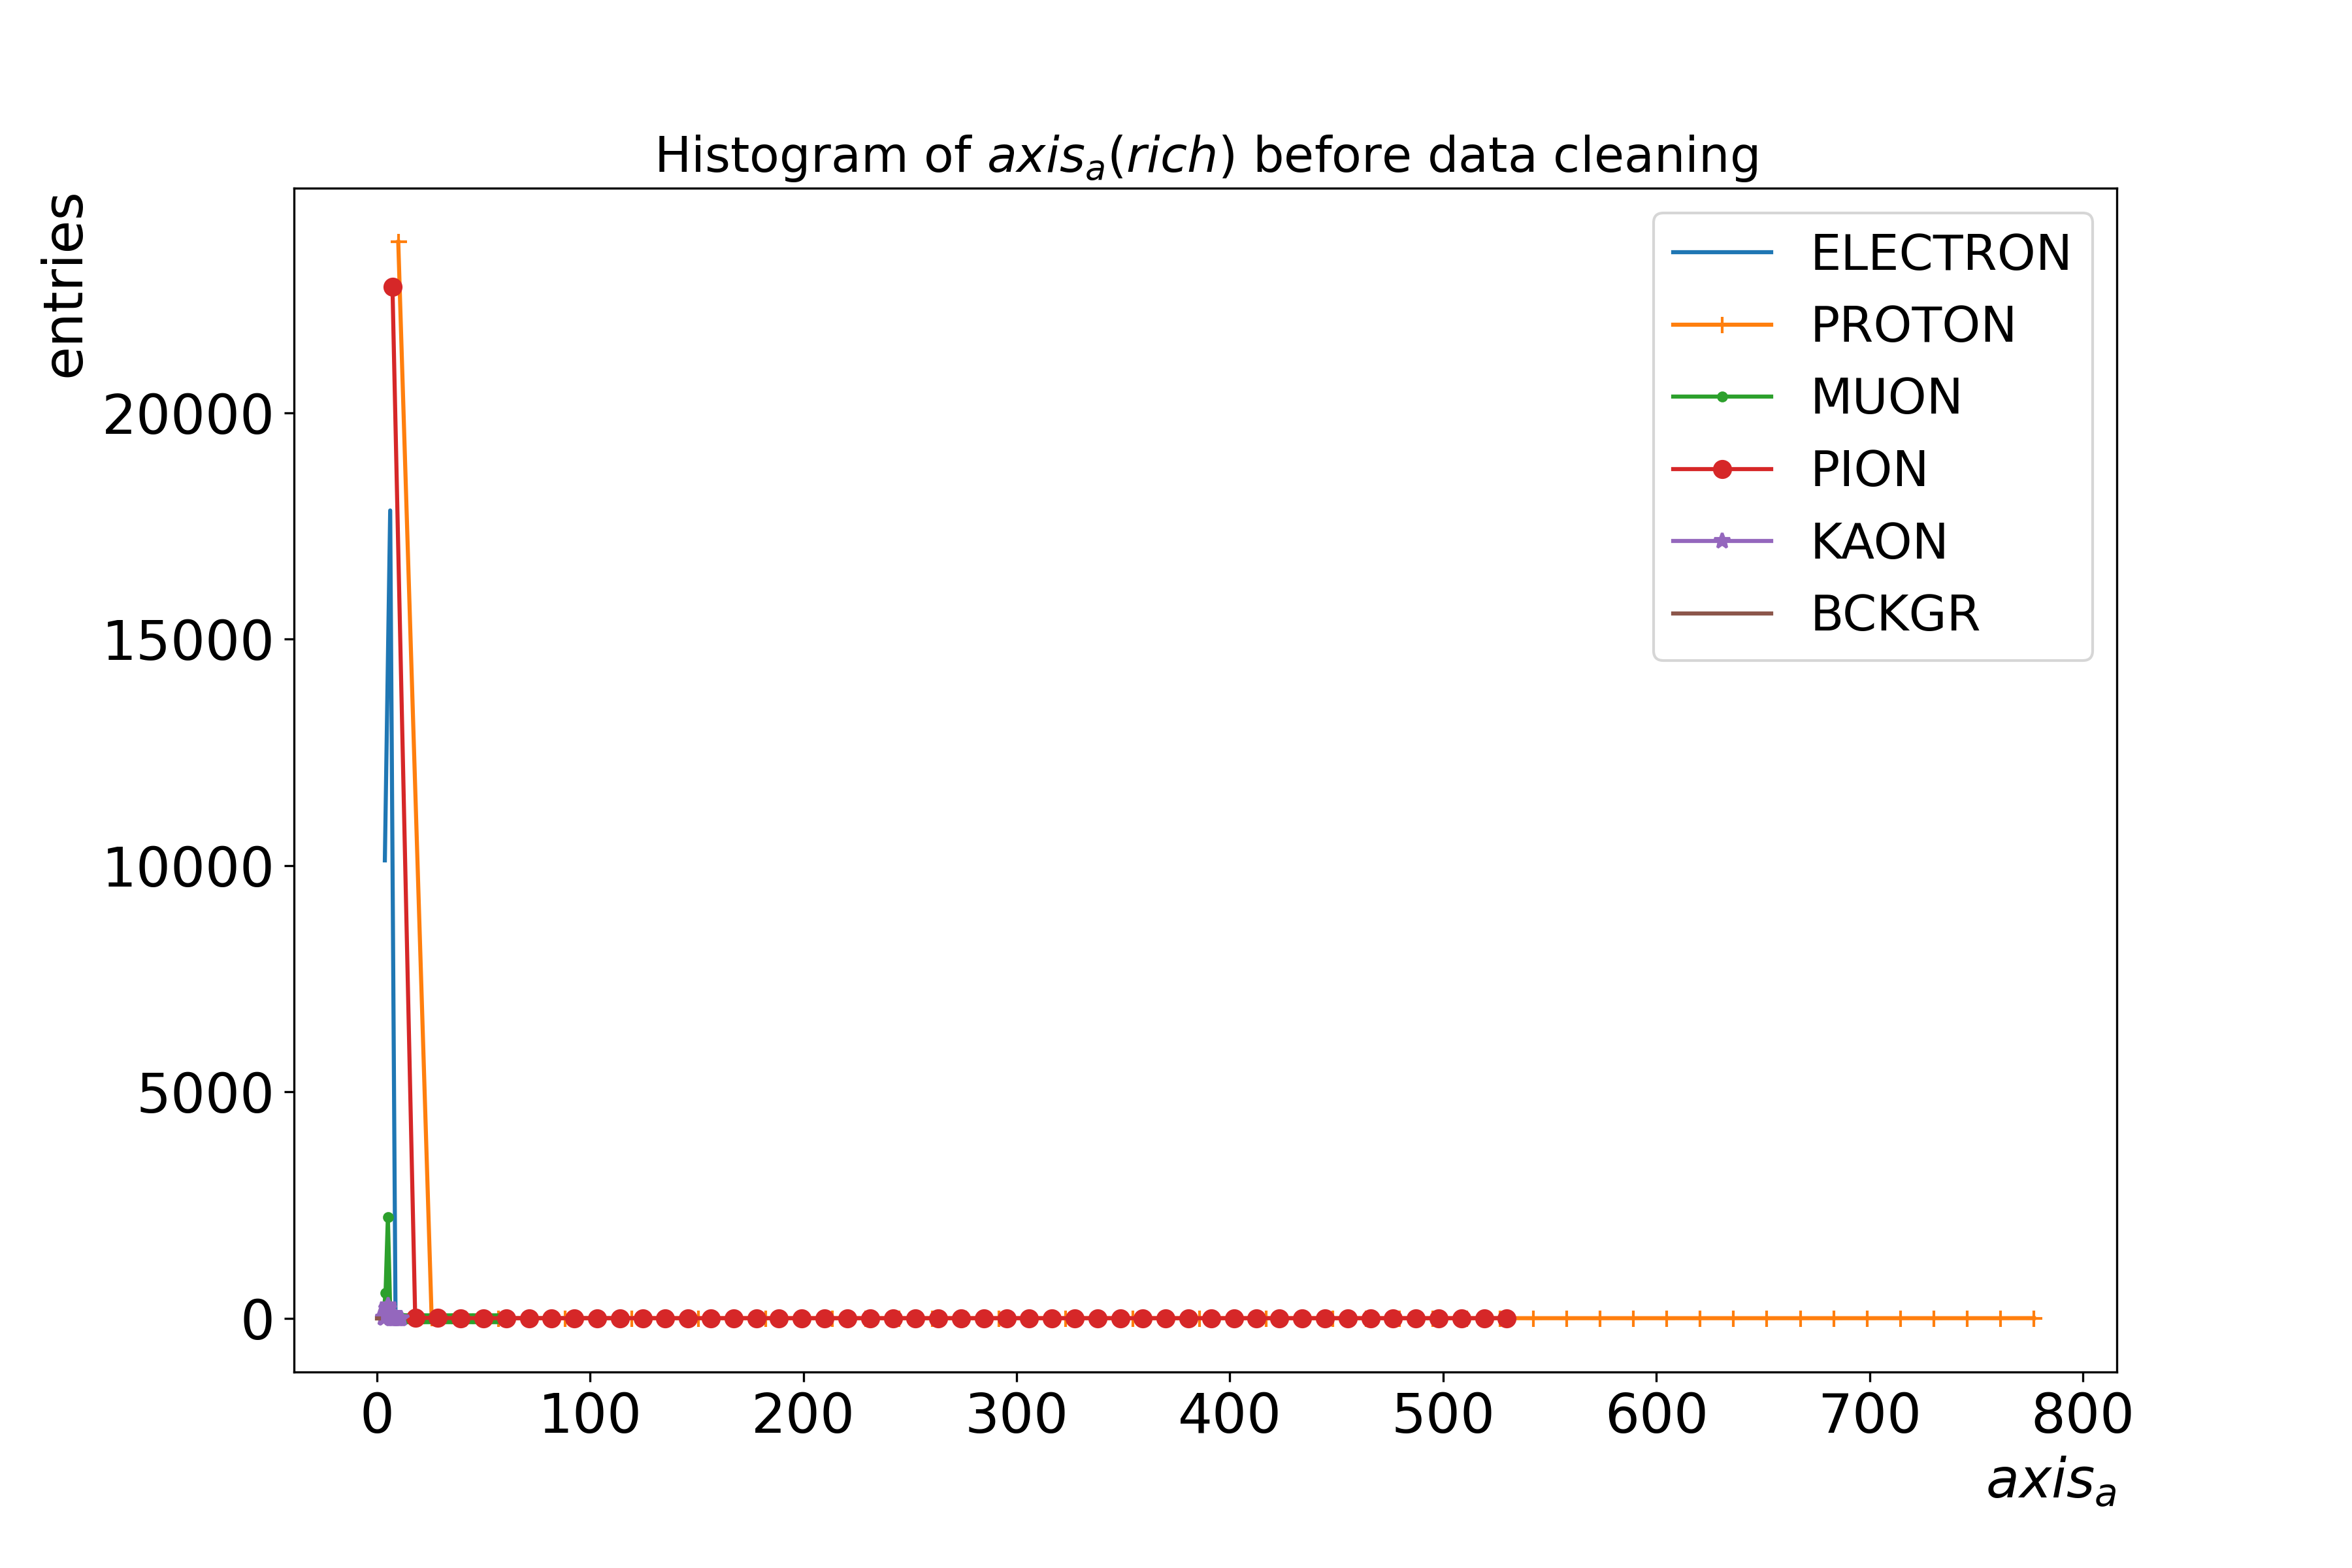 Histogram of axisₐ(rich) before data cleaning
entries
20000
15000
10000
5000
0
ELECTRON
PROTON
MUON
PION
KAON
BCKGR
0 100 200 300 400 500 600 700 800
axisₐ